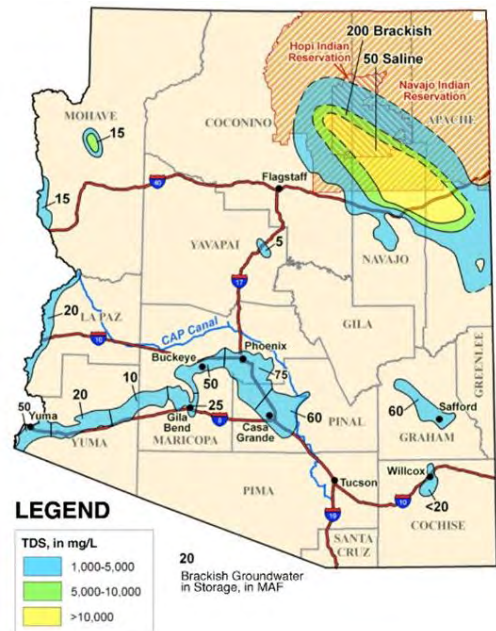 200 Brackish
Hopi Indian
Reservation
50 Saline
Navajo Indian
Reservation
MOHAVE
15
COCONINO
APACHE
15
40
Flagstaff
YAVAPAI
5
NAVAJO
17
20
LA PAZ
CAP Canal
GILA
10
Buckeye
Phoenix
GREENLEE
50
75
10
20
25
60
PINAL
60
Safford
50
Yuma
YUMA
Gila
Bend
8
Casa
Grande
MARICOPA
GRAHAM
Willcox
PIMA
Tucson
10
<20
COCHISE
19
SANTA
CRUZ
LEGEND
TDS, in mg/L
1,000-5,000
5,000-10,000
>10,000
20
Brackish Groundwater
in Storage, in MAF